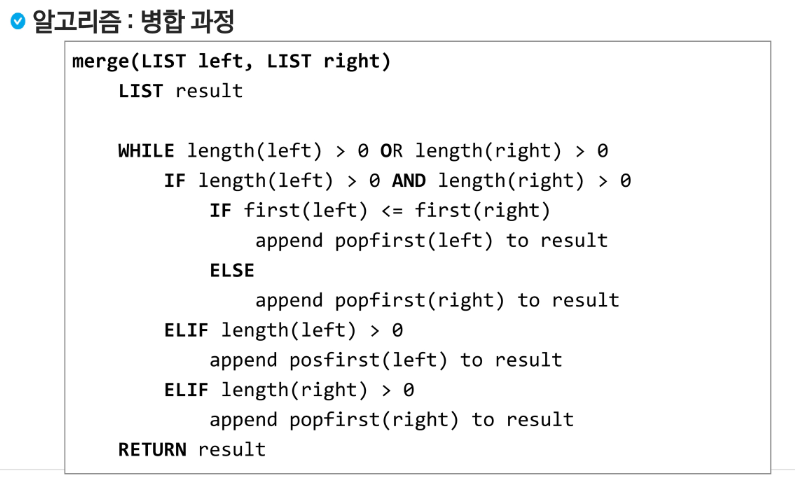 알고리즘 : 병합 과정
merge(LIST left, LIST right)
LIST result
WHILE length(left) > 0 OR length(right) > 0
IF length(left) > 0 AND length(right) > 0
IF first(left) <= first(right)
append popfirst(left) to result
ELSE
append popfirst(right) to result
ELIF length(left) > 0
append posfirst(left) to result
ELIF length(right) > 0
append popfirst(right) to result
RETURN result